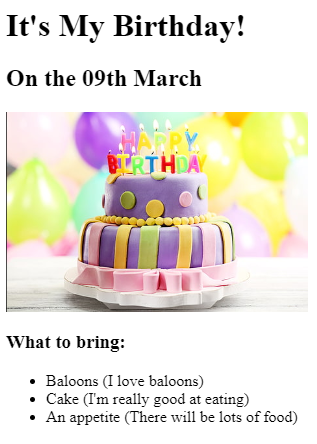 It's My Birthday!
On the 09th March
HAPPY
BIRTHDAY
What to bring:
Baloons (I love baloons)
Cake (I'm really good at eating)
An appetite (There will be lots of food)